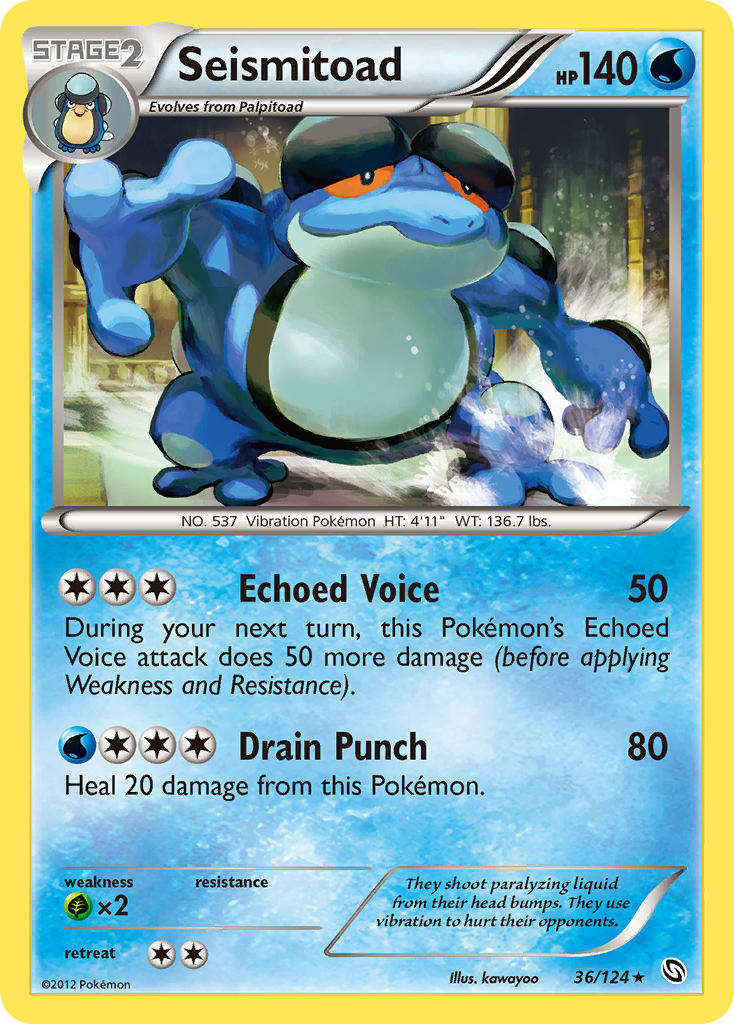 STAGE2
Seismitoad
HP140
Evolves from Palpitoad
NO. 537 Vibration Pokémon HT: 4'11" WT: 136.7 lbs.
Echoed Voice 50
During your next turn, this Pokémon's Echoed
Voice attack does 50 more damage (before applying
Weakness and Resistance).
Drain Punch 80
Heal 20 damage from this Pokémon.
weakness resistance
×2
They shoot paralyzing liquid
from their head bumps. They use
vibration to hurt their opponents.
retreat
©2012 Pokémon
Illus. kawayoo 36/124 ★